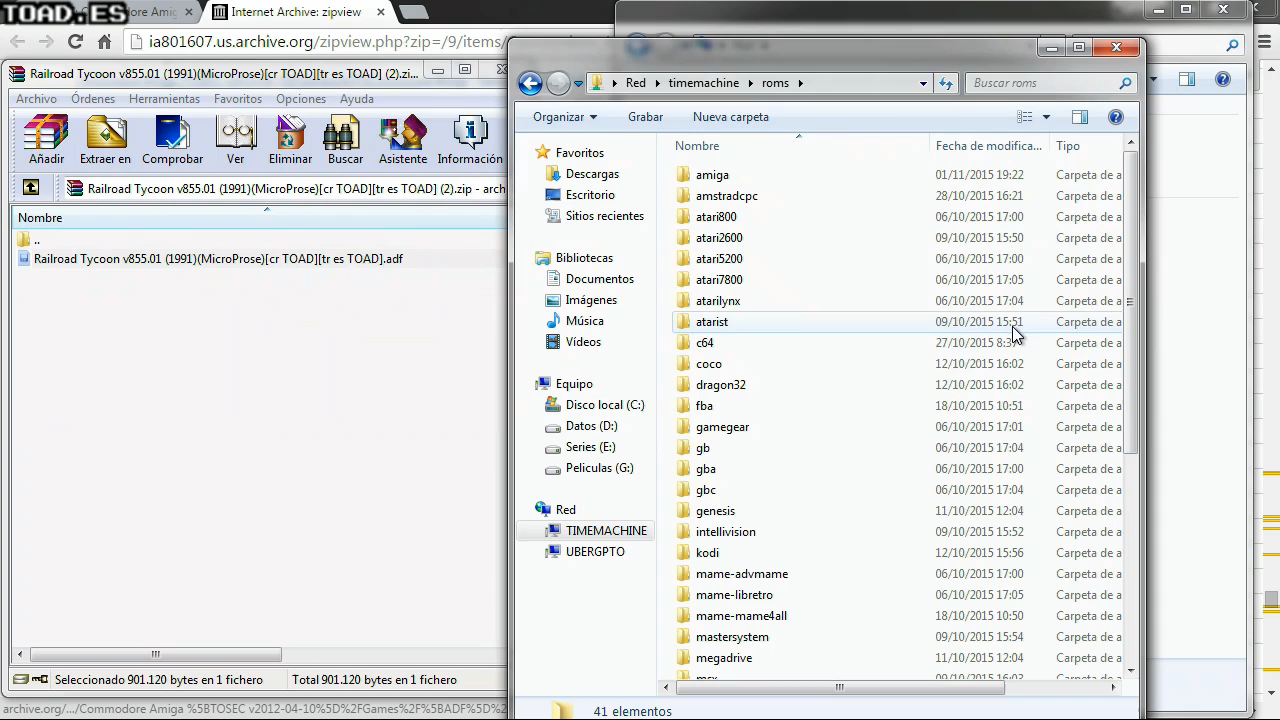 TOAD.ES
odore Amig
Internet Archive: zipview
ia801607.us.archive.org/zipview.php?zip=/9/items/
Railroad Tycoon v855.01 (1991)(MicroProse)[cr TOAD][tr es TOAD] (2).zi...
Archivo Órdenes Herramientas Favoritos Opciones Ayuda
Añadir Extraer en Comprobar Ver Eliminar Buscar Asistente Información
Railroad Tycoon v855.01 (1991)(MicroProse)[cr TOAD][tr es TOAD] (2).zip - arch
Nombre
..
Railroad Tycoon v855.01 (1991)(MicroProse)[cr TOAD][tr es TOAD].adf
Seleccionado 901.120 bytes en 1 fichero
Total 901.120 bytes en 1 fichero
archive.org/.../Commodore Amiga %5BTOSEC v2012-04-10%5D%2FGames%2F%5BADF%5D%2
Red timemachine roms
Buscar roms
Organizar Grabar Nueva carpeta
Favoritos
Descargas
Escritorio
Sitios recientes
Bibliotecas
Documentos
Imágenes
Música
Vídeos
Equipo
Disco local (C:)
Datos (D:)
Series (E:)
Peliculas (G:)
Red
TIMEMACHINE
UBERGPTO
Nombre Fecha de modifica... Tipo
amiga 01/11/2015 19:22 Carpeta de a
amstradcpc 28/10/2015 16:21 Carpeta de a
atari800 06/10/2015 17:00 Carpeta de a
atari2600 09/10/2015 15:50 Carpeta de a
atari5200 06/10/2015 17:00 Carpeta de a
atari7800 06/10/2015 17:05 Carpeta de a
atarilynx 06/10/2015 17:04 Carpeta de a
atarist 09/10/2015 15:51 Carpeta de a
c64 27/10/2015 8:3 Carpeta de a
coco 12/10/2015 16:02 Carpeta de a
dragon32 12/10/2015 16:02 Carpeta de a
fba 18/10/2015 10:51 Carpeta de a
gamegear 06/10/2015 17:01 Carpeta de a
gb 06/10/2015 17:04 Carpeta de a
gba 06/10/2015 17:00 Carpeta de a
gbc 06/10/2015 17:04 Carpeta de a
genesis 11/10/2015 12:04 Carpeta de a
intellivision 09/10/2015 15:52 Carpeta de a
kodi 12/10/2015 15:56 Carpeta de a
mame-advmame 06/10/2015 17:00 Carpeta de a
mame-libretro 06/10/2015 17:05 Carpeta de a
mame-mame4all 18/10/2015 10:50 Carpeta de a
mastersystem 09/10/2015 15:54 Carpeta de a
megadrive 11/10/2015 12:04 Carpeta de a
41 elementos